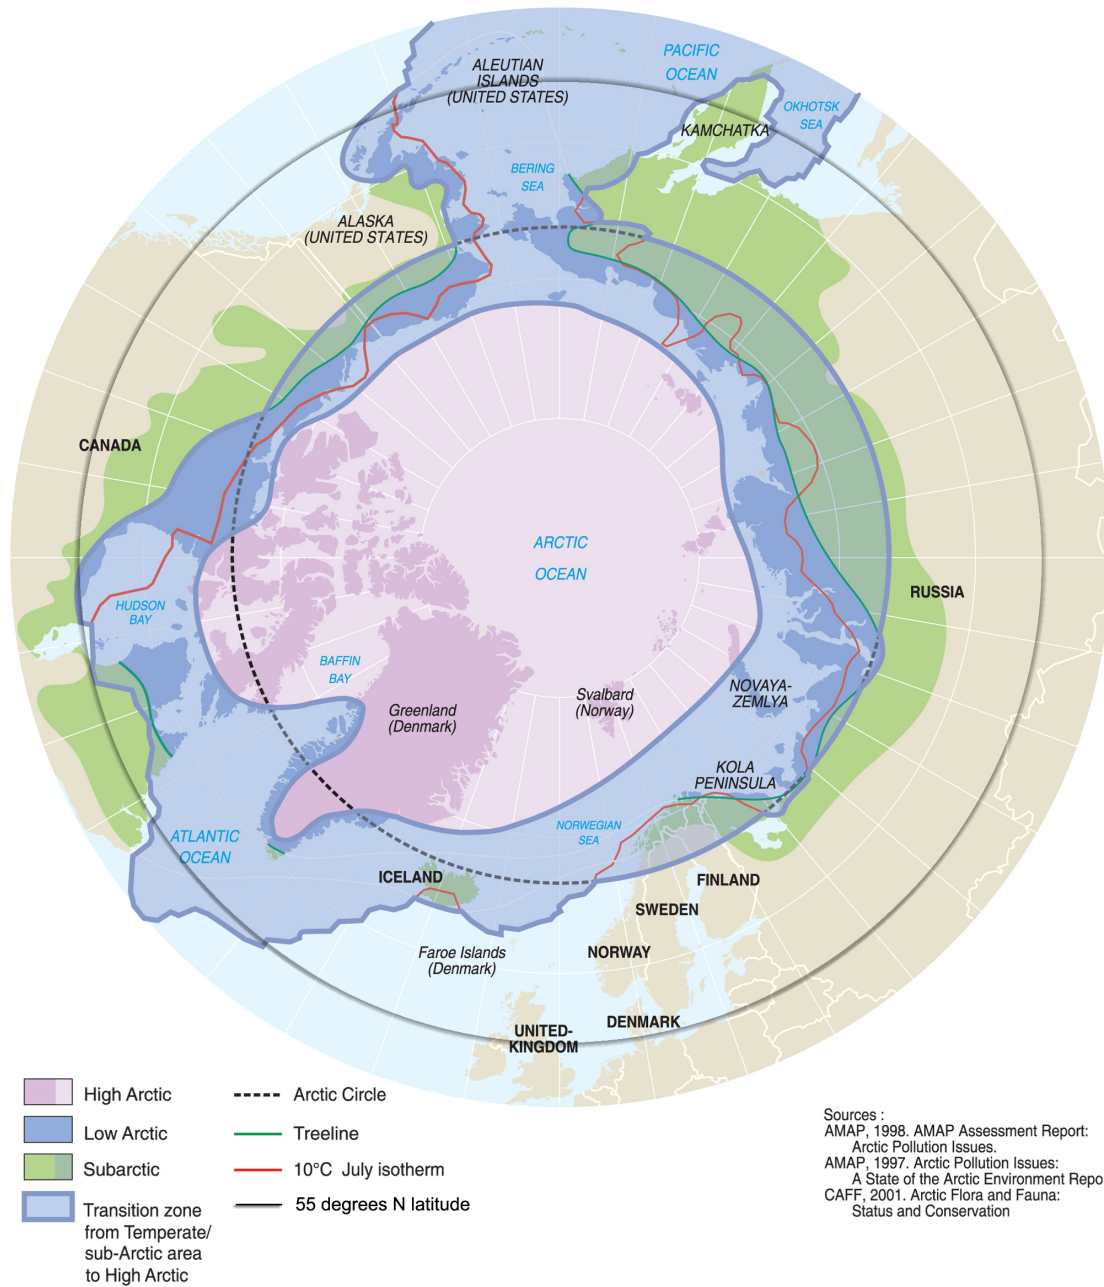 PACIFIC
OCEAN
ALEUTIAN
ISLANDS
(UNITED STATES)
OKHOTSK
SEA
KAMCHATKA
BERING
SEA
ALASKA
(UNITED STATES)
CANADA
ARCTIC
OCEAN
RUSSIA
HUDSON
BAY
BAFFIN
BAY
NOVAYA-
ZEMLYA
Svalbard
(Norway)
Greenland
(Denmark)
KOLA
PENINSULA
NORWEGIAN
SEA
ATLANTIC
OCEAN
ICELAND
FINLAND
SWEDEN
NORWAY
Faroe Islands
(Denmark)
DENMARK
UNITED-
KINGDOM
High Arctic
Low Arctic
Subarctic
Transition zone
from Temperate/
sub-Arctic area
to High Arctic
Arctic Circle
Treeline
10°C July isotherm
55 degrees N latitude
Sources :
AMAP, 1998. AMAP Assessment Report:
Arctic Pollution Issues.
AMAP, 1997. Arctic Pollution Issues:
A State of the Arctic Environment Repo
CAFF, 2001. Arctic Flora and Fauna:
Status and Conservation